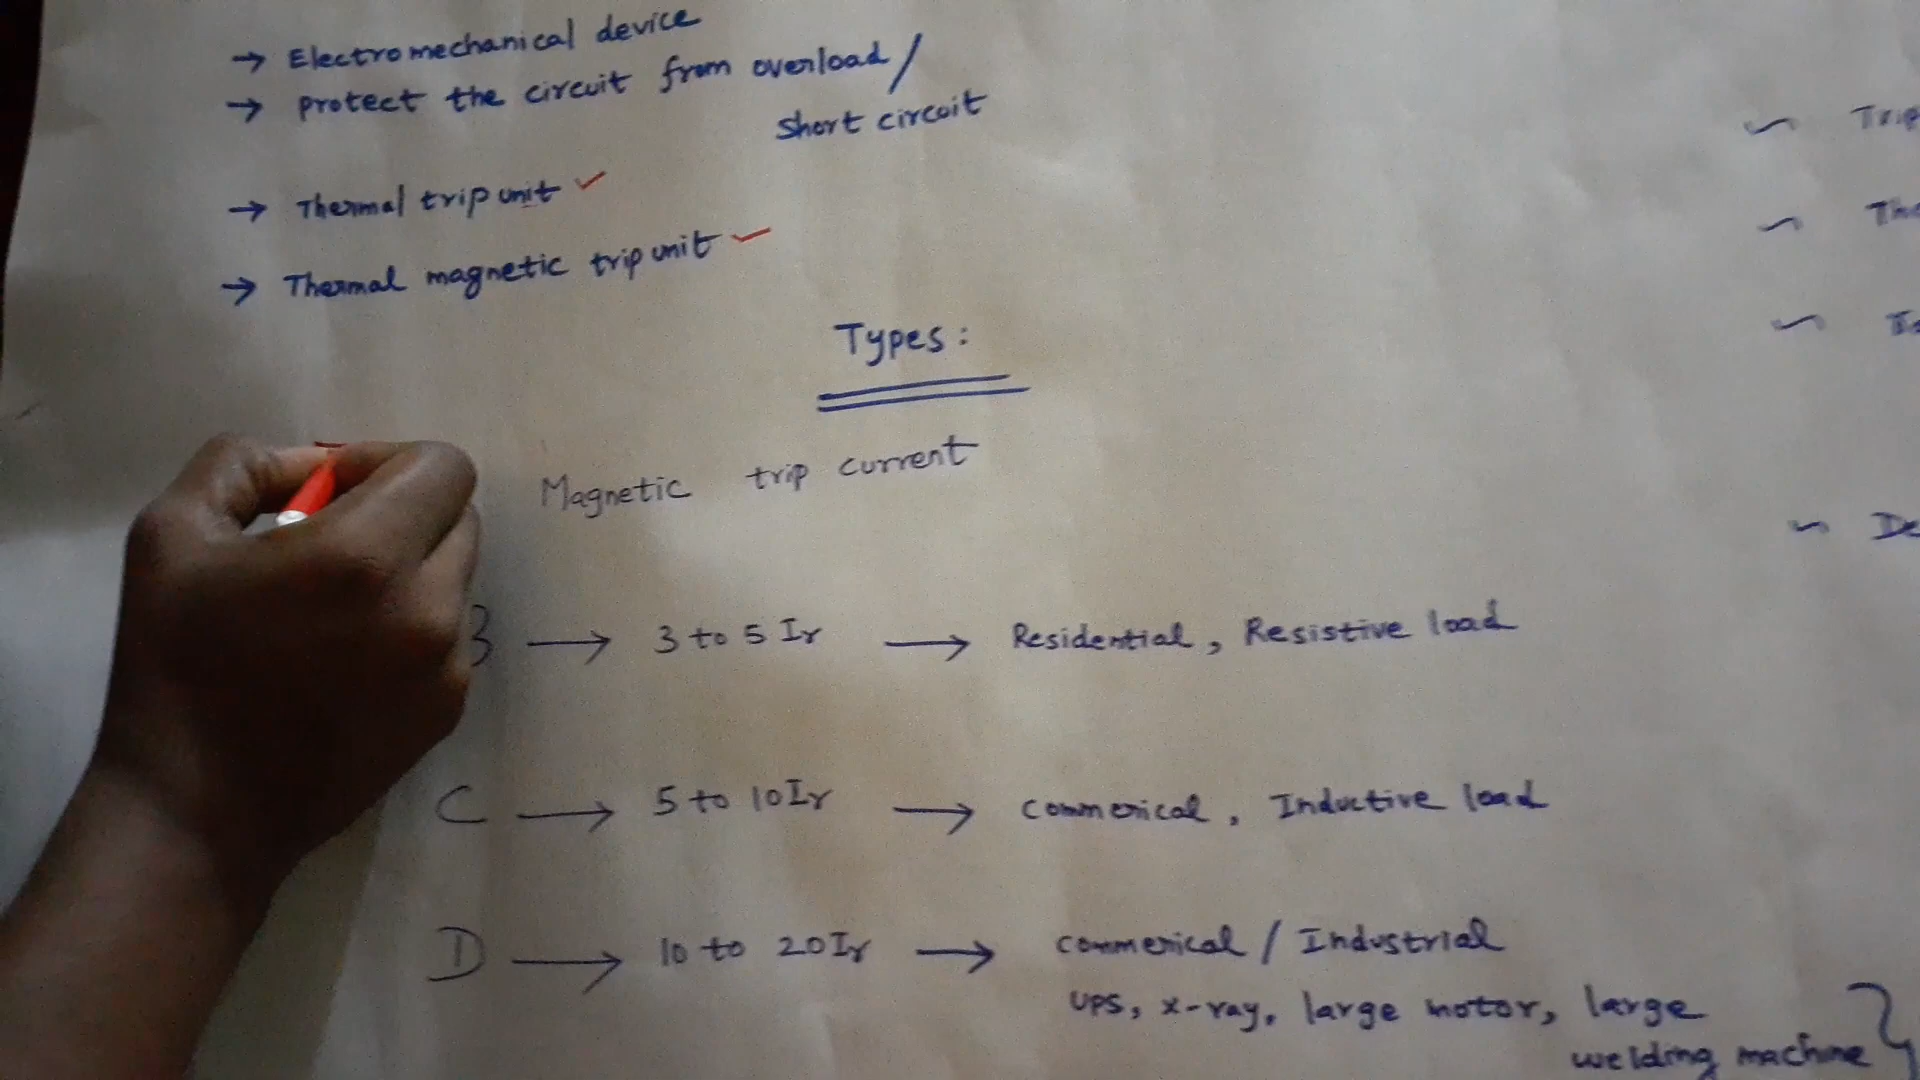 → Electromechanical device
→ protect the circuit from overload/
short circuit
→ Thermal trip unit ✓
→ Thermal magnetic trip unit ✓
Types:
Magnetic trip current
B → 3 to 5 Ir → Residential, Resistive load
C → 5 to 10 Ir → commerical, Inductive load
D → 10 to 20 Ir → commerical / Industrial
UPS, x-ray, large motor, large
welding machine }